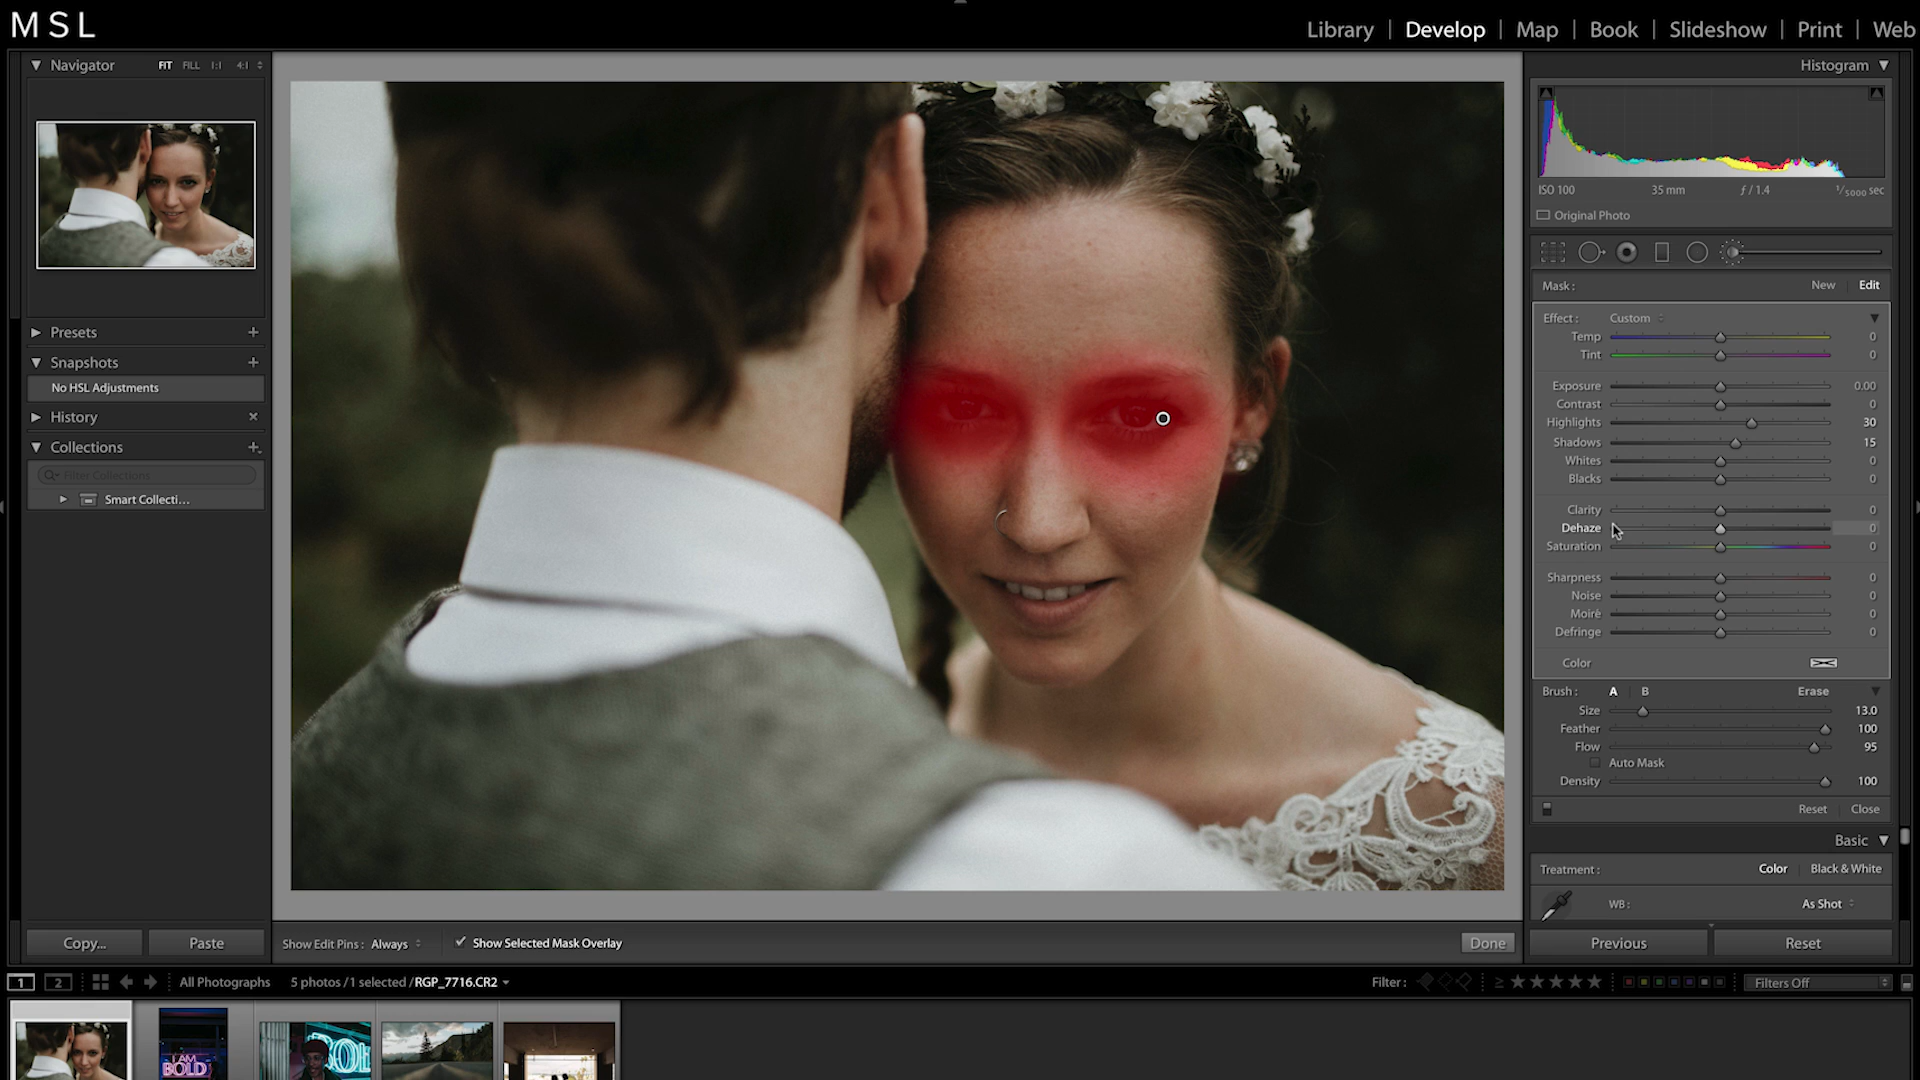 MSL
Library | Develop | Map | Book | Slideshow | Print | Web
Navigator FIT FILL 1:1 4:1
Histogram
ISO 100 35 mm ƒ / 1.4 1/5000 sec
Original Photo
Mask : New Edit
Effect : Custom
Temp 0
Tint 0
Exposure 0.00
Contrast 0
Highlights 30
Shadows 15
Whites 0
Blacks 0
Clarity 0
Dehaze 0
Saturation 0
Sharpness 0
Noise 0
Moiré 0
Defringe 0
Color
Brush : A B Erase
Size 13.0
Feather 100
Flow 95
Auto Mask
Density 100
Reset Close
Basic
Treatment : Color Black & White
WB : As Shot
Previous Reset
Presets
Snapshots
No HSL Adjustments
History
Collections
Filter Collections
Smart Collecti...
Copy... Paste
Show Edit Pins : Always Show Selected Mask Overlay Done
1 2 All Photographs 5 photos / 1 selected / RGP_7716.CR2 Filter : ≥ Filters Off
I AM
BOLD